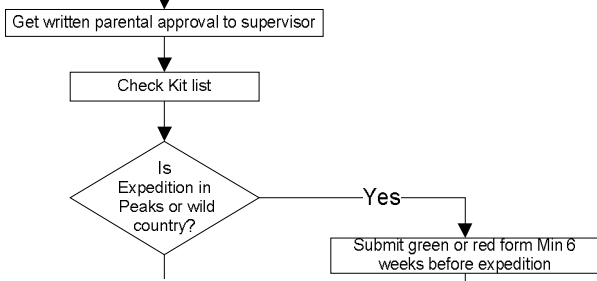 Get written parental approval to supervisor
Check Kit list
Is
Expedition in
Peaks or wild
country?
Yes
Submit green or red form Min 6
weeks before expedition